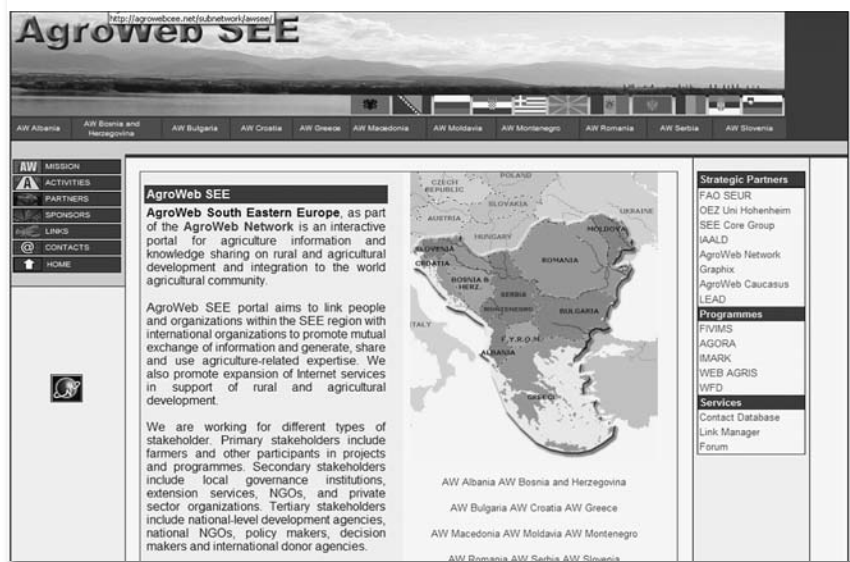 http://agrowebcee.net/subnetwork/awsee/
AgroWeb SEE
AW Albania
AW Bosnia and
Herzegovina
AW Bulgaria
AW Croatia
AW Greece
AW Macedonia
AW Moldavia
AW Montenegro
AW Romania
AW Serbia
AW Slovenia
AW MISSION
ACTIVITIES
PARTNERS
SPONSORS
LINKS
@ CONTACTS
HOME
AgroWeb SEE
AgroWeb South Eastern Europe, as part
of the AgroWeb Network is an interactive
portal for agriculture information and
knowledge sharing on rural and agricultural
development and integration to the world
agricultural community.
AgroWeb SEE portal aims to link people
and organizations within the SEE region with
international organizations to promote mutual
exchange of information and generate, share
and use agriculture-related expertise. We
also promote expansion of Internet services
in support of rural and agricultural
development.
We are working for different types of
stakeholder. Primary stakeholders include
farmers and other participants in projects
and programmes. Secondary stakeholders
include local governance institutions,
extension services, NGOs, and private
sector organizations. Tertiary stakeholders
include national-level development agencies,
national NGOs, policy makers, decision
makers and international donor agencies.
POLAND
CZECH
REPUBLIC
SLOVAKIA
UKRAINE
AUSTRIA
HUNGARY
MOLDOVA
SLOVENIA
CROATIA
ROMANIA
BOSNIA &
HERZ.
SERBIA
MONTENEGRO
BULGARIA
ITALY
F.Y.R.O.M.
ALBANIA
GREECE
AW Albania AW Bosnia and Herzegovina
AW Bulgaria AW Croatia AW Greece
AW Macedonia AW Moldavia AW Montenegro
AW Romania AW Serbia AW Slovenia
Strategic Partners
FAO SEUR
OEZ Uni Hohenheim
SEE Core Group
IAALD
AgroWeb Network
Graphix
AgroWeb Caucasus
LEAD
Programmes
FIVIMS
AGORA
IMARK
WEB AGRIS
WFD
Services
Contact Database
Link Manager
Forum